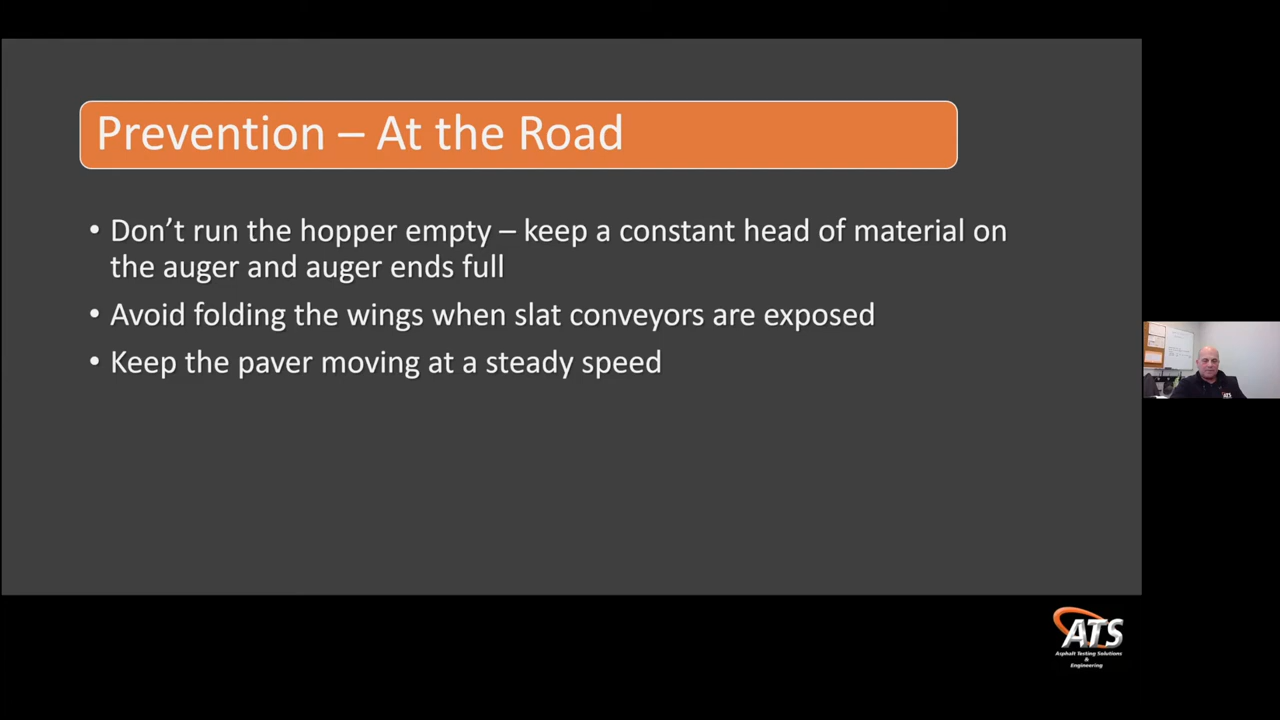 Prevention – At the Road
• Don’t run the hopper empty – keep a constant head of material on
the auger and auger ends full
• Avoid folding the wings when slat conveyors are exposed
• Keep the paver moving at a steady speed
ATS
ATS
Asphalt Testing Solutions
&
Engineering